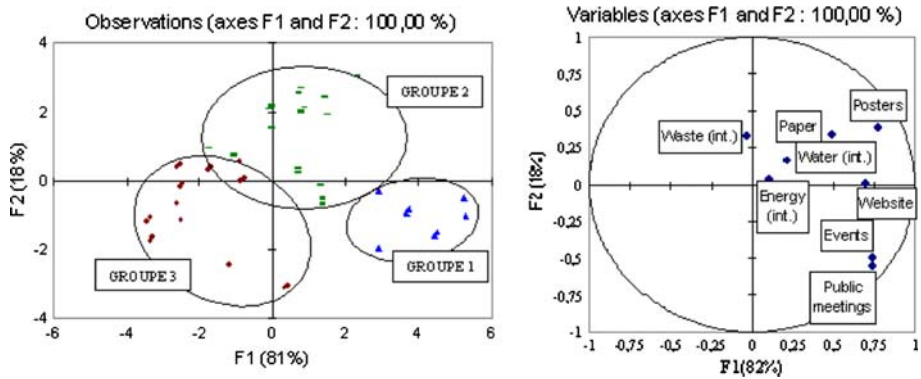 Observations (axes F1 and F2 : 100,00 %)
4
2
0
-2
-4
F2 (18%)
GROUPE 2
GROUPE 3
GROUPE 1
-6 -4 -2 0 2 4 6
F1 (81%)
Variables (axes F1 and F2 : 100,00 %)
1
0,75
0,5
0,25
0
-0,25
-0,5
-0,75
-1
F2 (18%)
Posters
Paper
Waste (int.)
Water (int.)
Energy
(int.)
Website
Events
Public
meetings
-1 -0,75 -0,5 -0,25 0 0,25 0,5 0,75 1
F1(82%)